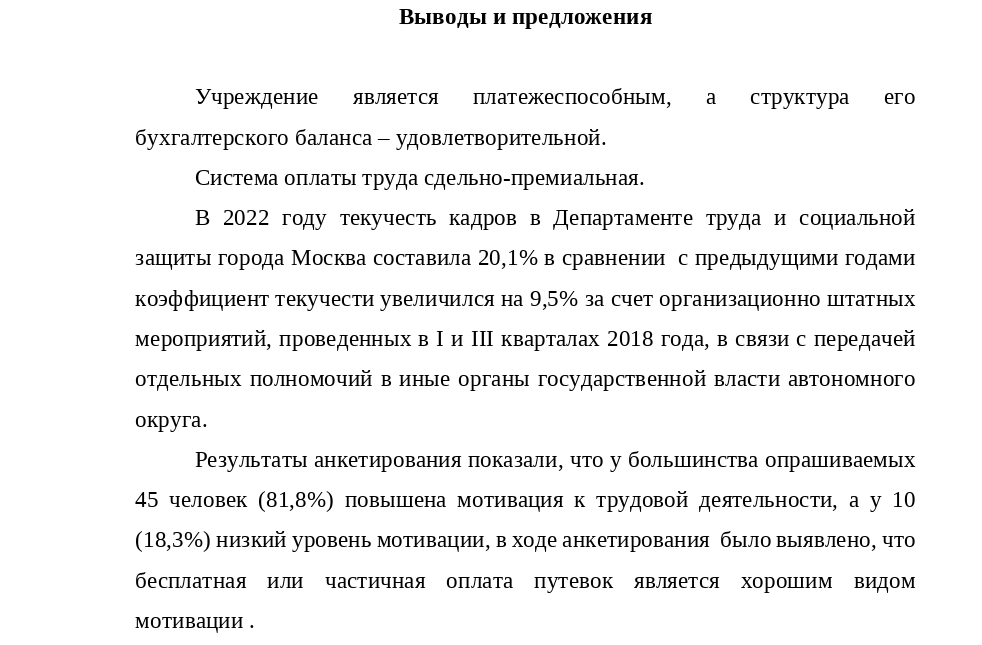 Выводы и предложения
Учреждение является платежеспособным, а структура его
бухгалтерского баланса – удовлетворительной.
Система оплаты труда сдельно-премиальная.
В 2022 году текучесть кадров в Департаменте труда и социальной
защиты города Москва составила 20,1% в сравнении  с предыдущими годами
коэффициент текучести увеличился на 9,5% за счет организационно штатных
мероприятий, проведенных в I и III кварталах 2018 года, в связи с передачей
отдельных полномочий в иные органы государственной власти автономного
округа.
Результаты анкетирования показали, что у большинства опрашиваемых
45 человек (81,8%) повышена мотивация к трудовой деятельности, а у 10
(18,3%) низкий уровень мотивации, в ходе анкетирования  было выявлено, что
бесплатная или частичная оплата путевок является хорошим видом
мотивации .